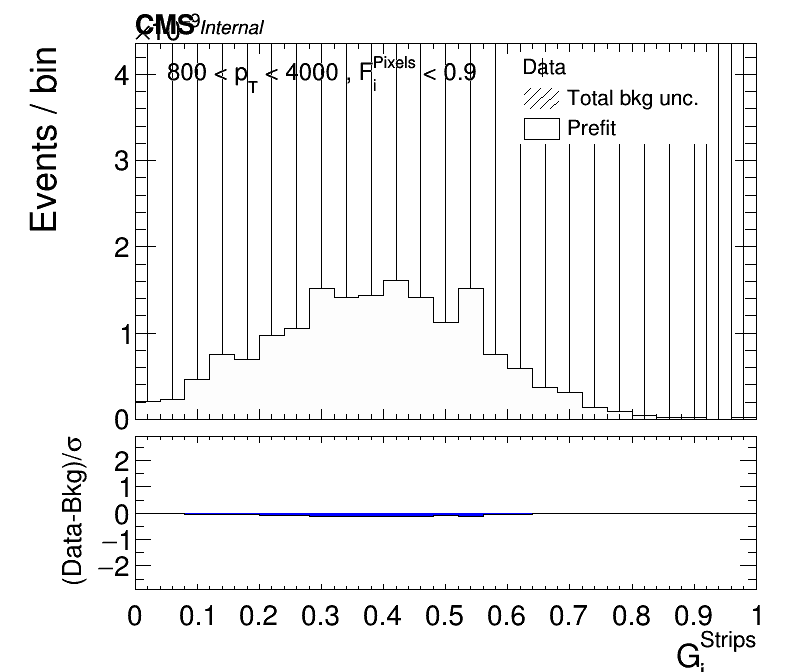 CMS Internal
×10⁹
800 < p_T < 4000 , F_i^Pixels < 0.9
Data
Total bkg unc.
Prefit
Events / bin
4
3
2
1
0
(Data-Bkg)/σ
2
1
0
−1
−2
0 0.1 0.2 0.3 0.4 0.5 0.6 0.7 0.8 0.9 1
G_i^Strips